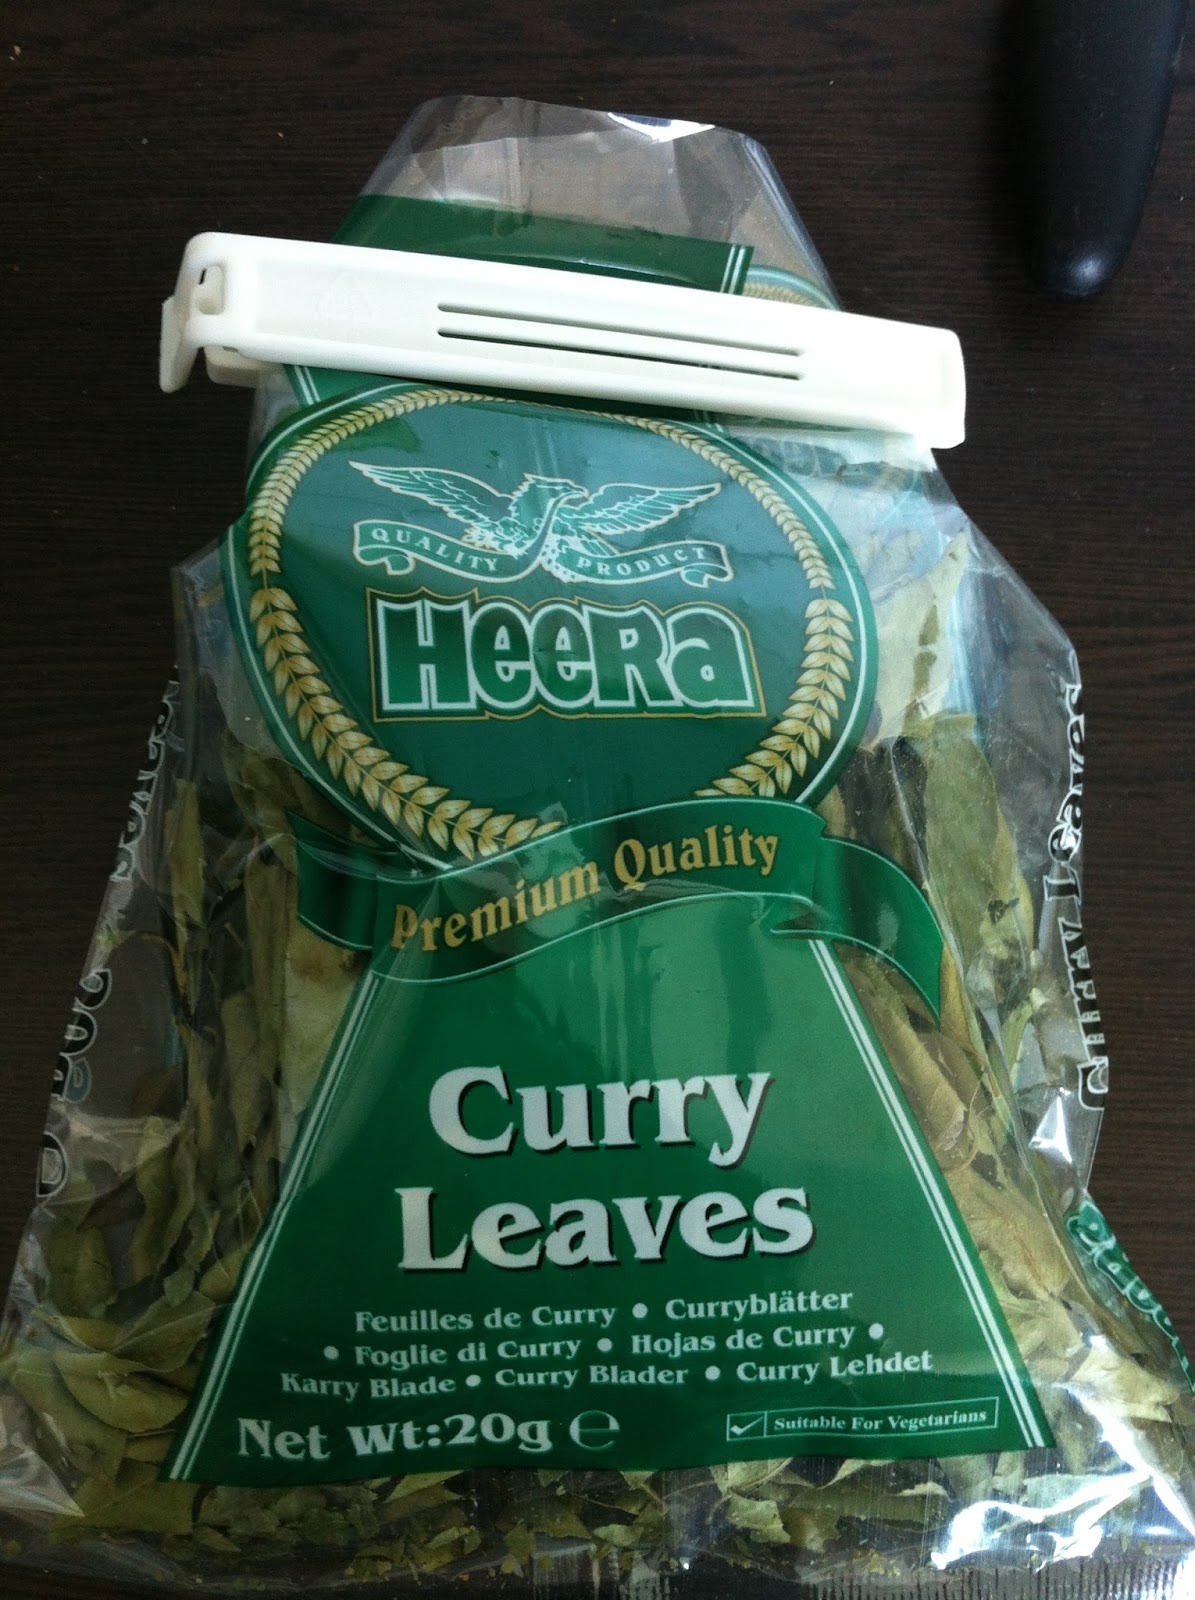 QUALITY PRODUCT
HEERA
Premium Quality
Curry
Leaves
Feuilles de Curry • Curryblätter
• Foglie di Curry • Hojas de Curry •
Karry Blade • Curry Blader • Curry Lehdet
Net Wt:20g ℮
Suitable For Vegetarians